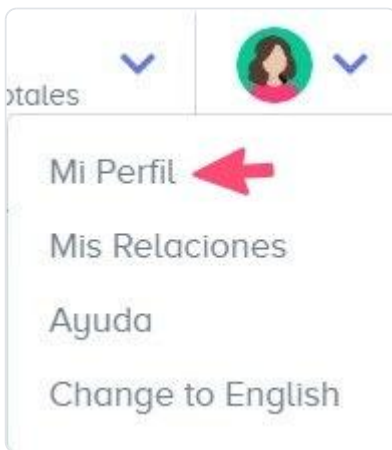 otales
Mi Perfil
Mis Relaciones
Ayuda
Change to English